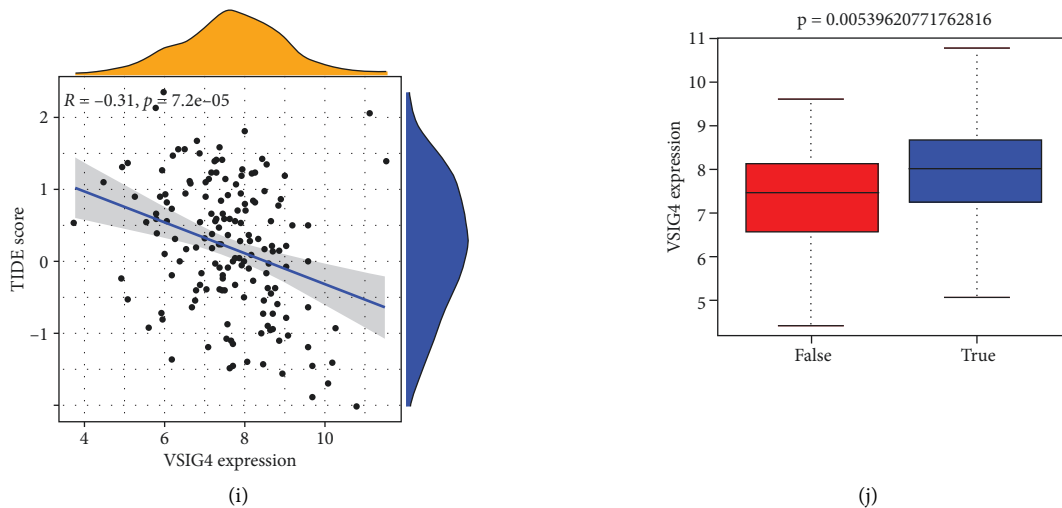 R = –0.31, p = 7.2e–05
2
1
0
–1
TIDE score
4
6
8
10
VSIG4 expression
(i)
p = 0.00539620771762816
11
10
9
8
7
6
5
VSIG4 expression
False
True
(j)